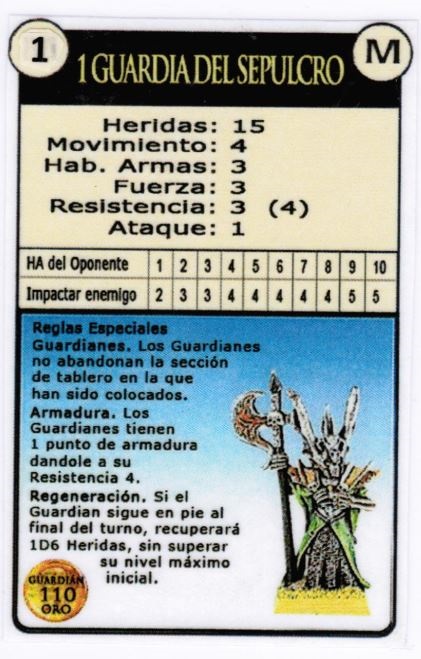 1
M
1 GUARDIA DEL SEPULCRO
Heridas: 15
Movimiento: 4
Hab. Armas: 3
Fuerza: 3
Resistencia: 3 (4)
Ataque: 1
HA del Oponente 1 2 3 4 5 6 7 8 9 10
Impactar enemigo 2 3 3 4 4 4 4 4 5 5
Reglas Especiales
Guardianes. Los Guardianes
no abandonan la sección
de tablero en la que
han sido colocados.
Armadura. Los
Guardianes tienen
1 punto de armadura
dandole a su
Resistencia 4.
Regeneración. Si el
Guardian sigue en pie al
final del turno, recuperará
1D6 Heridas, sin superar
su nivel máximo
inicial.
GUARDIÁN
110
ORO